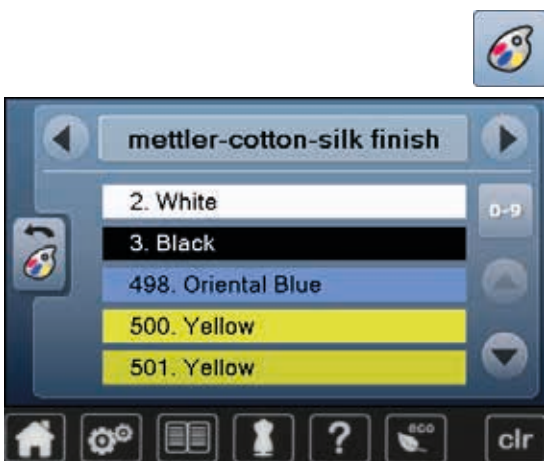 mettler-cotton-silk finish
2. White
0-9
3. Black
498. Oriental Blue
500. Yellow
501. Yellow
? eco clr